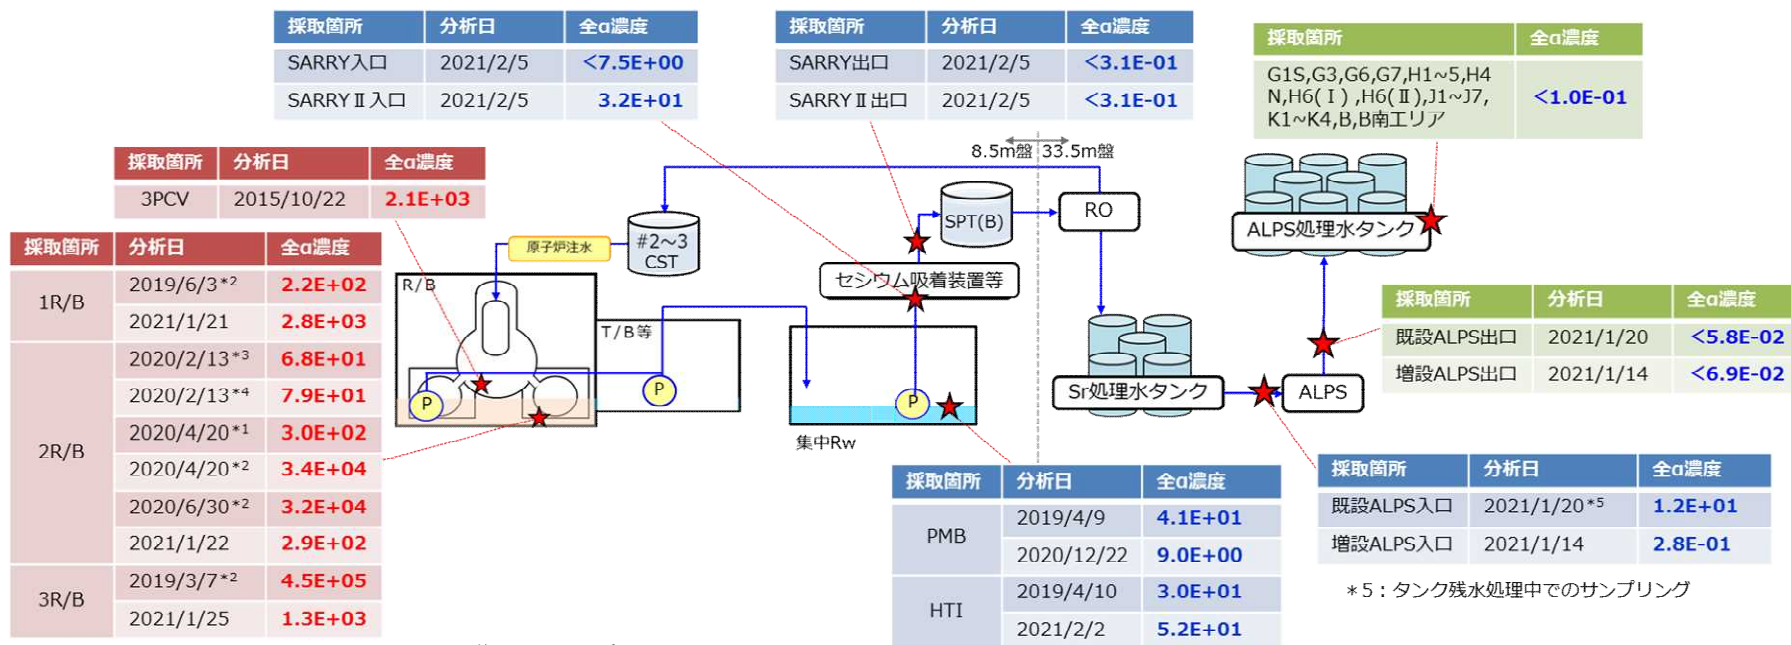 採取箇所 分析日 全α濃度
SARRY入口 2021/2/5 <7.5E+00
SARRYⅡ入口 2021/2/5 3.2E+01
採取箇所 分析日 全α濃度
SARRY出口 2021/2/5 <3.1E-01
SARRYⅡ出口 2021/2/5 <3.1E-01
採取箇所 全α濃度
G1S,G3,G6,G7,H1~5,H4
N,H6(Ⅰ) ,H6(Ⅱ),J1~J7,
K1~K4,B,B南エリア
<1.0E-01
採取箇所 分析日 全α濃度
3PCV 2015/10/22 2.1E+03
採取箇所 分析日 全α濃度
1R/B
2019/6/3*2 2.2E+02
2021/1/21 2.8E+03
2R/B
2020/2/13*3 6.8E+01
2020/2/13*4 7.9E+01
2020/4/20*1 3.0E+02
2020/4/20*2 3.4E+04
2020/6/30*2 3.2E+04
2021/1/22 2.9E+02
3R/B
2019/3/7*2 4.5E+05
2021/1/25 1.3E+03
8.5m盤 33.5m盤
原子炉注水
#2~3
CST
SPT(B)
RO
セシウム吸着装置等
R/B
T/B等
P
P
P
集中Rw
Sr処理水タンク
ALPS
ALPS処理水タンク
採取箇所 分析日 全α濃度
既設ALPS出口 2021/1/20 <5.8E-02
増設ALPS出口 2021/1/14 <6.9E-02
採取箇所 分析日 全α濃度
PMB
2019/4/9 4.1E+01
2020/12/22 9.0E+00
HTI
2019/4/10 3.0E+01
2021/2/2 5.2E+01
採取箇所 分析日 全α濃度
既設ALPS入口 2021/1/20*5 1.2E+01
増設ALPS入口 2021/1/14 2.8E-01
*5:タンク残水処理中でのサンプリング